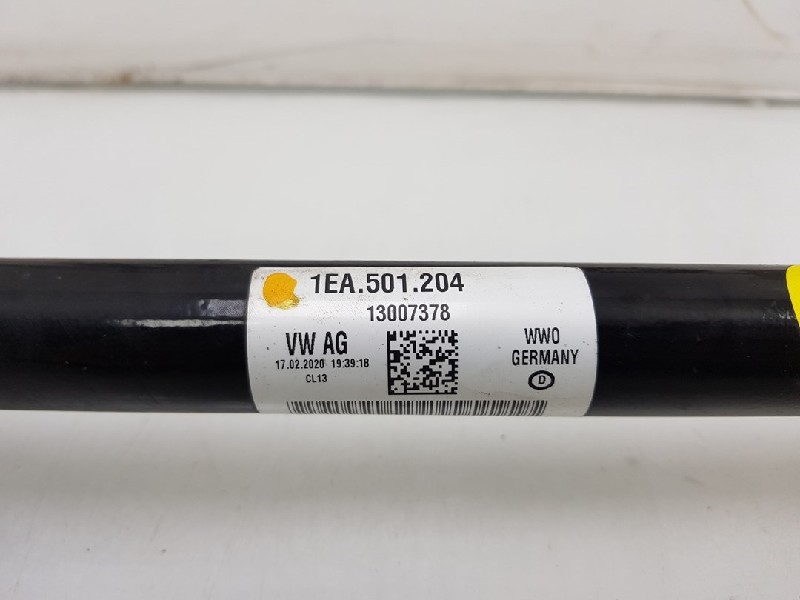 1EA.501.204
13007378
VW AG
17.02.2020 19:39:18
CL13
WWO
GERMANY
D